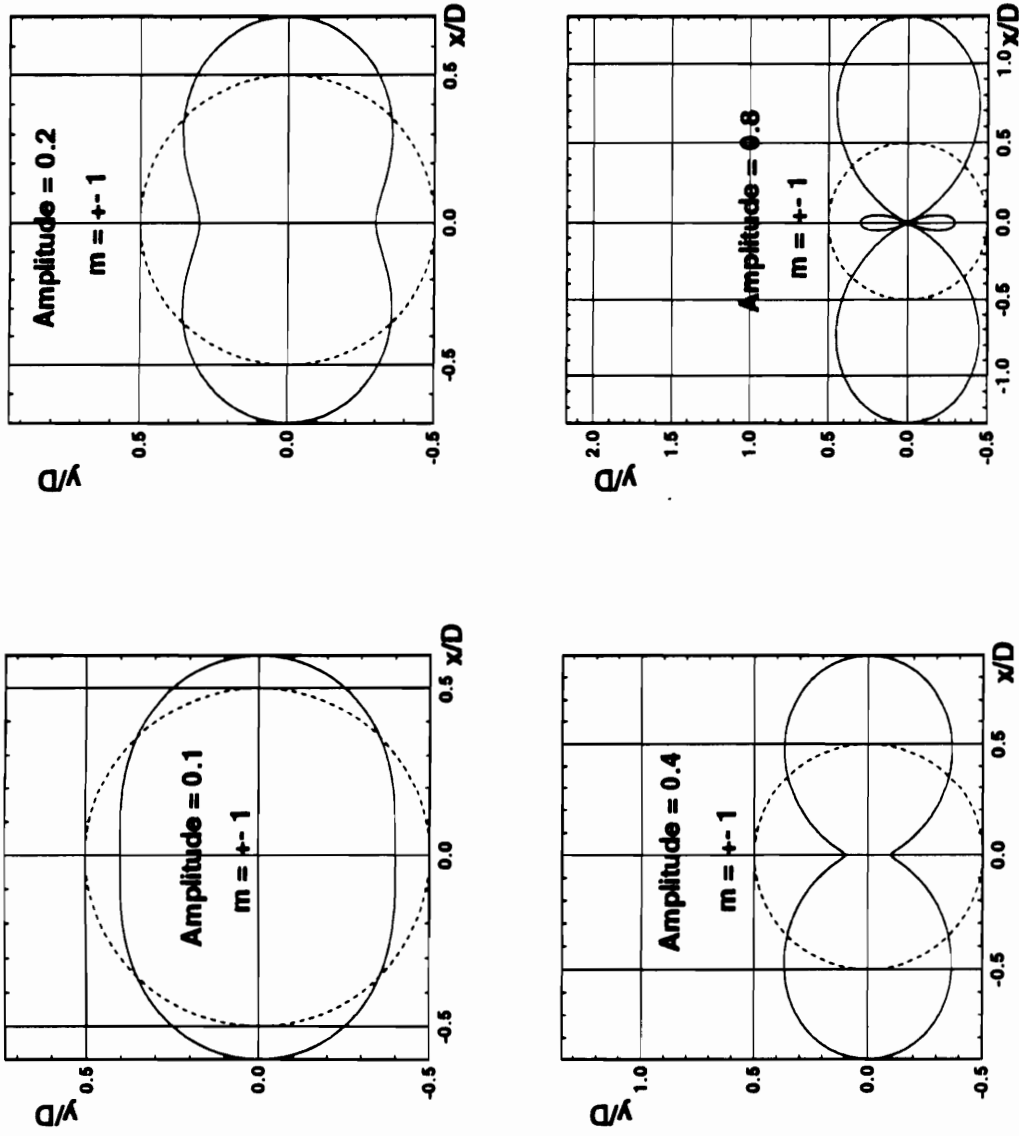 y/D
0.5
Amplitude = 0.1
m = +- 1
0.0
-0.5
-0.5 0.0 0.5 x/D
y/D
0.5
Amplitude = 0.2
m = +- 1
0.0
-0.5
-0.5 0.0 0.5 x/D
y/D
1.0
Amplitude = 0.4
m = +- 1
0.5
0.0
-0.5
-0.5 0.0 0.5 x/D
y/D
2.0
1.5
1.0
Amplitude = 0.8
m = +- 1
0.5
0.0
-0.5
-1.0 -0.5 0.0 0.5 1.0 x/D